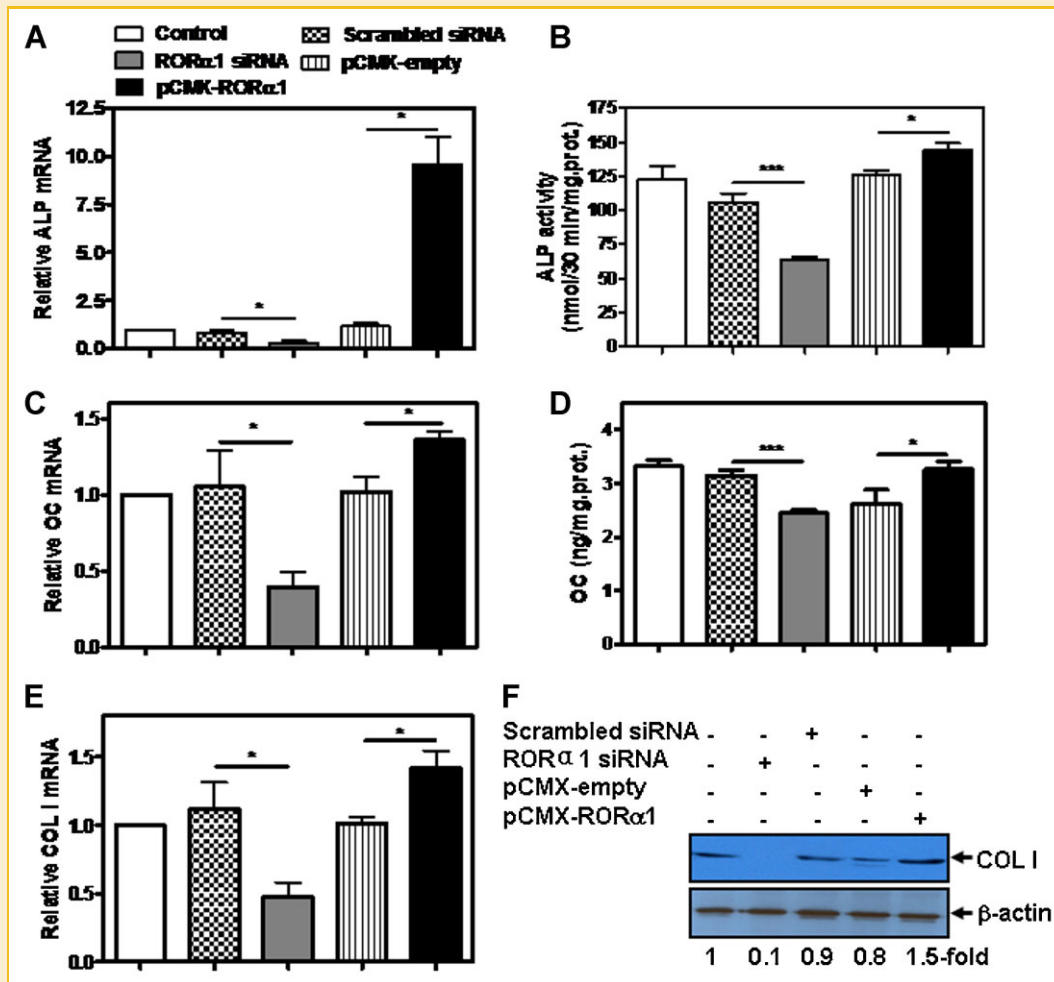 A
Control
Scrambled siRNA
RORα1 siRNA
pCMK-empty
pCMK-RORα1
Relative ALP mRNA
12.5
10.0
7.5
5.0
2.5
0.0
*
*
B
ALP activity
(nmol/30 min/mg.prot.)
175
150
125
100
75
50
25
0
***
*
C
Relative OC mRNA
1.5
1.0
0.5
0.0
*
*
D
OC (ng/mg.prot.)
4
3
2
1
0
***
*
E
Relative COL I mRNA
1.5
1.0
0.5
0.0
*
*
F
Scrambled siRNA - - + - -
RORα1 siRNA - + - - -
pCMX-empty - - - + -
pCMX-RORα1 - - - - +
COL I
β-actin
1 0.1 0.9 0.8 1.5-fold